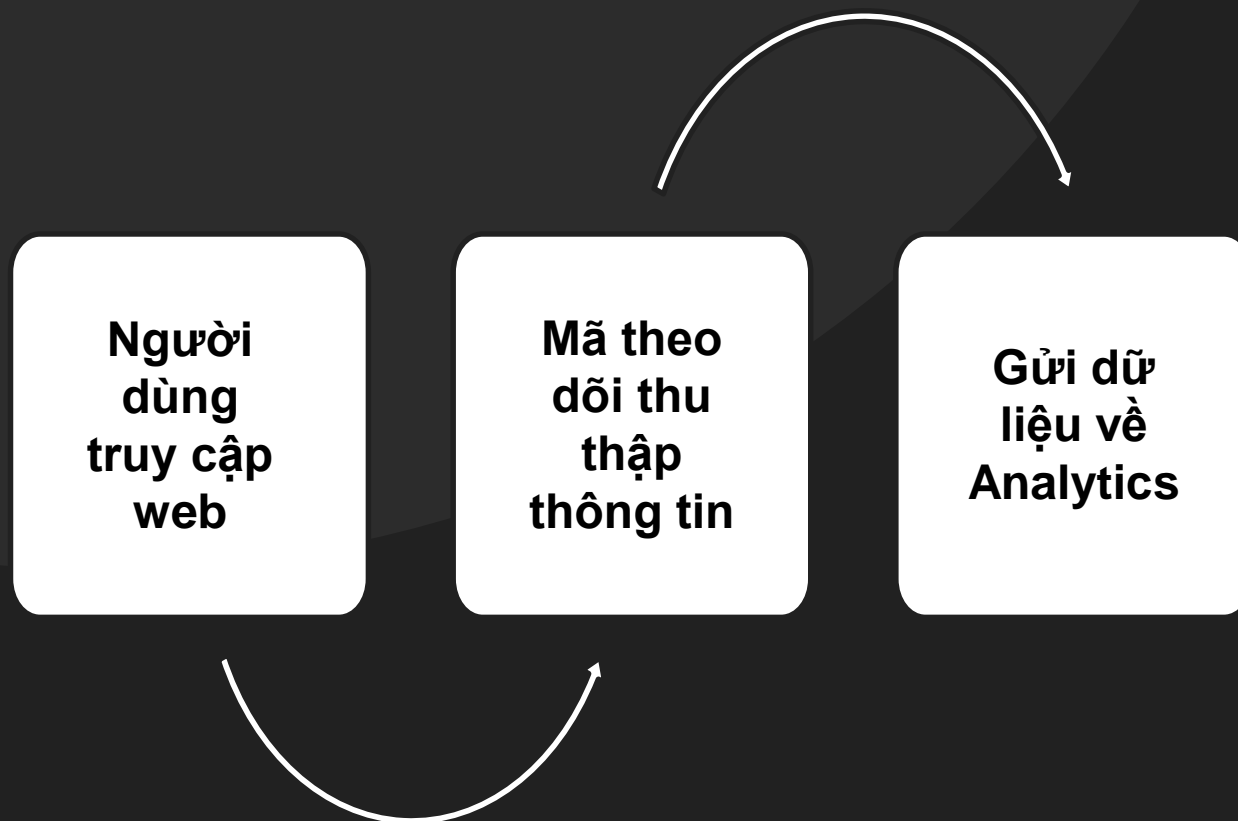 Người
dùng
truy cập
web
Mã theo
dõi thu
thập
thông tin
Gửi dữ
liệu về
Analytics